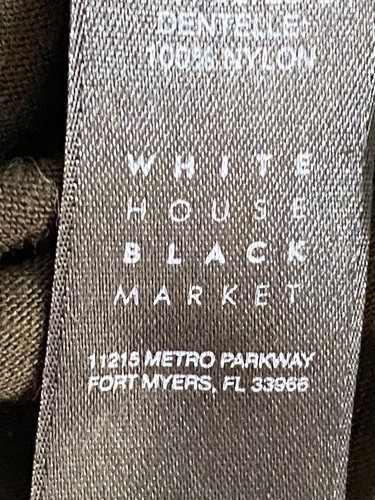 DENTELLE:
100% NYLON
WHITE
HOUSE
BLACK
MARKET
11215 METRO PARKWAY
FORT MYERS, FL 33966